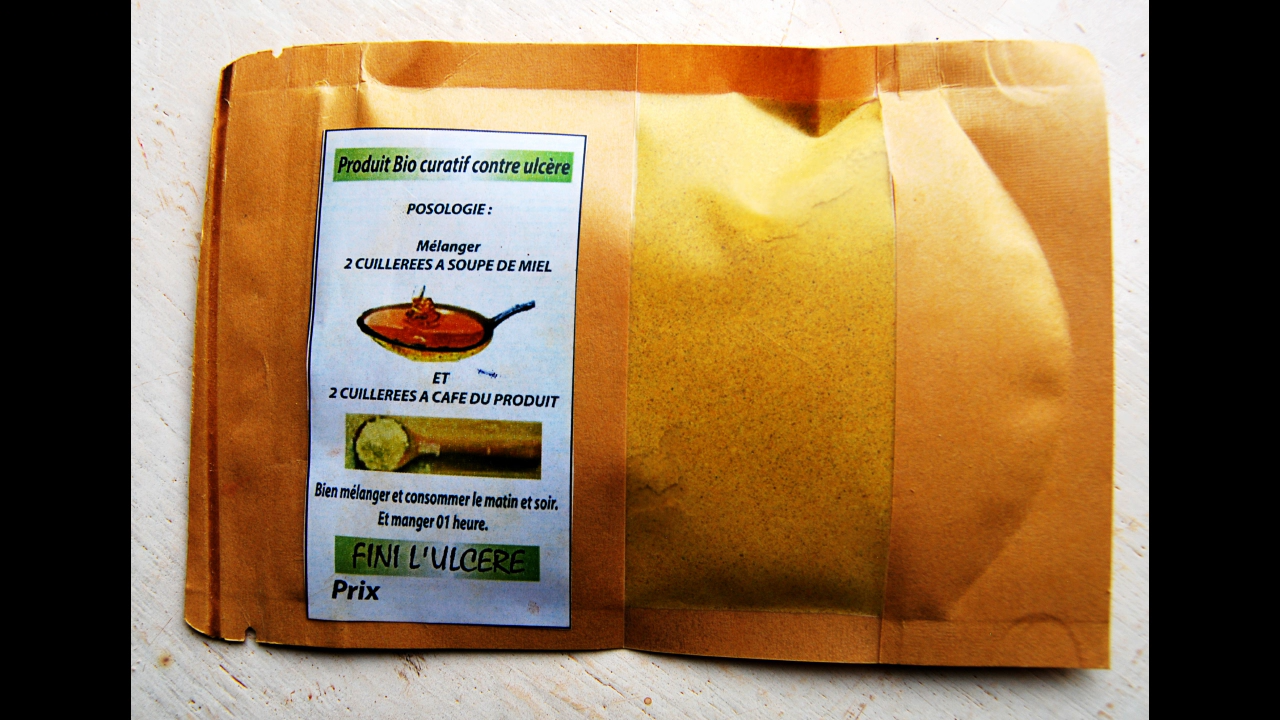 Produit Bio curatif contre ulcère
POSOLOGIE :
Mélanger
2 CUILLEREES A SOUPE DE MIEL
ET
2 CUILLEREES A CAFE DU PRODUIT
Bien mélanger et consommer le matin et soir.
Et manger 01 heure.
FINI L'ULCERE
Prix